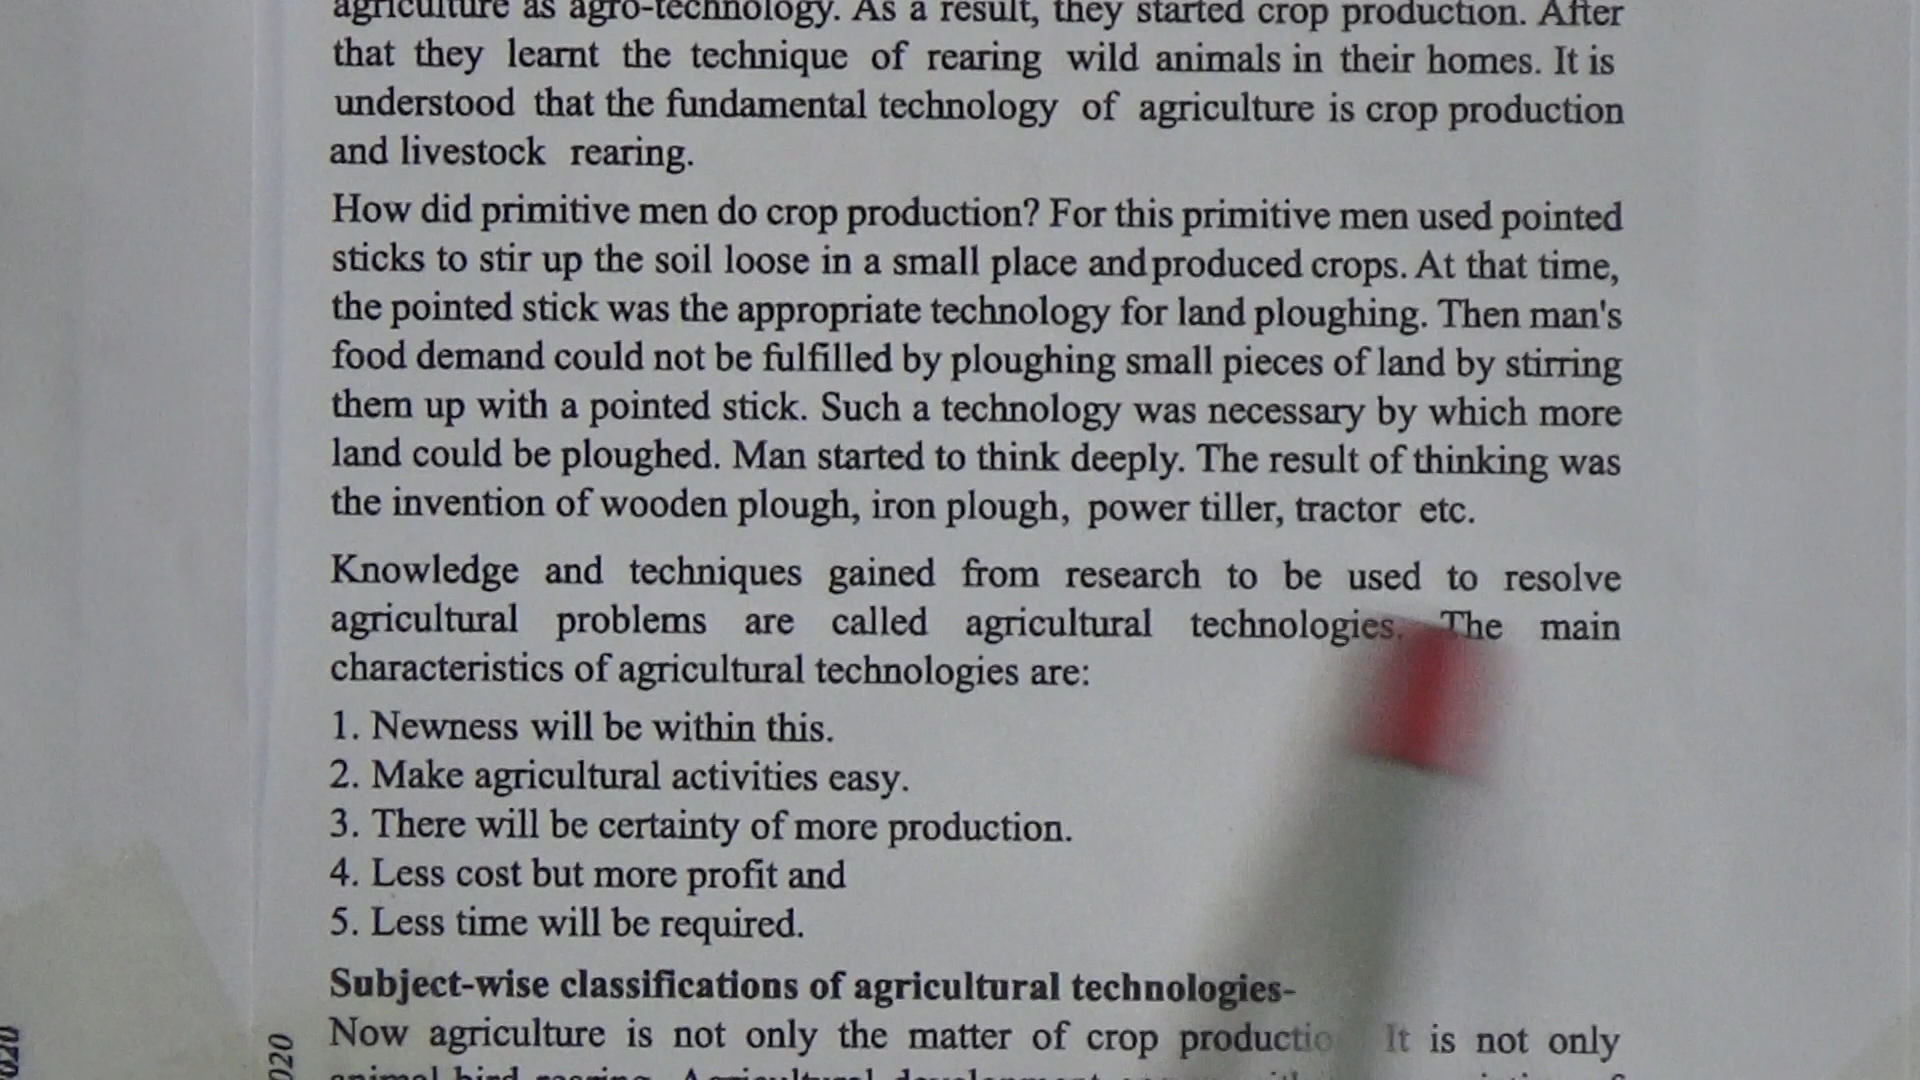 agriculture as agro-technology. As a result, they started crop production. After
that they learnt the technique of rearing wild animals in their homes. It is
understood that the fundamental technology of agriculture is crop production
and livestock rearing.
How did primitive men do crop production? For this primitive men used pointed
sticks to stir up the soil loose in a small place and produced crops. At that time,
the pointed stick was the appropriate technology for land ploughing. Then man's
food demand could not be fulfilled by ploughing small pieces of land by stirring
them up with a pointed stick. Such a technology was necessary by which more
land could be ploughed. Man started to think deeply. The result of thinking was
the invention of wooden plough, iron plough, power tiller, tractor etc.
Knowledge and techniques gained from research to be used to resolve
agricultural problems are called agricultural technologies. The main
characteristics of agricultural technologies are:
1. Newness will be within this.
2. Make agricultural activities easy.
3. There will be certainty of more production.
4. Less cost but more profit and
5. Less time will be required.
Subject-wise classifications of agricultural technologies-
Now agriculture is not only the matter of crop productio It is not only
020
020